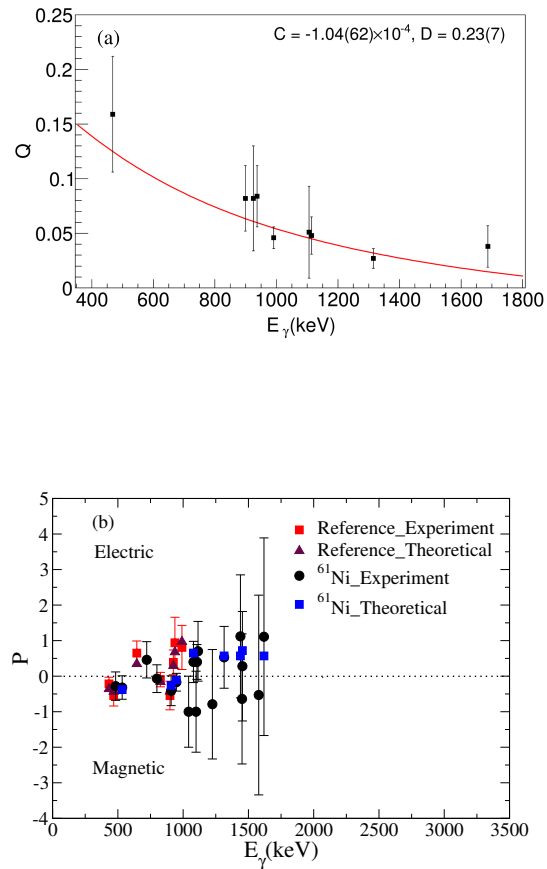 (a)
C = -1.04(62)×10⁻⁴, D = 0.23(7)
0.25
0.2
0.15
0.1
0.05
0
Q
400 600 800 1000 1200 1400 1600 1800
E γ(keV)
(b)
Electric
Magnetic
Reference_Experiment
Reference_Theoretical
⁶¹Ni_Experiment
⁶¹Ni_Theoretical
5
4
3
2
1
0
-1
-2
-3
-4
P
0 500 1000 1500 2000 2500 3000 3500
Eγ(keV)